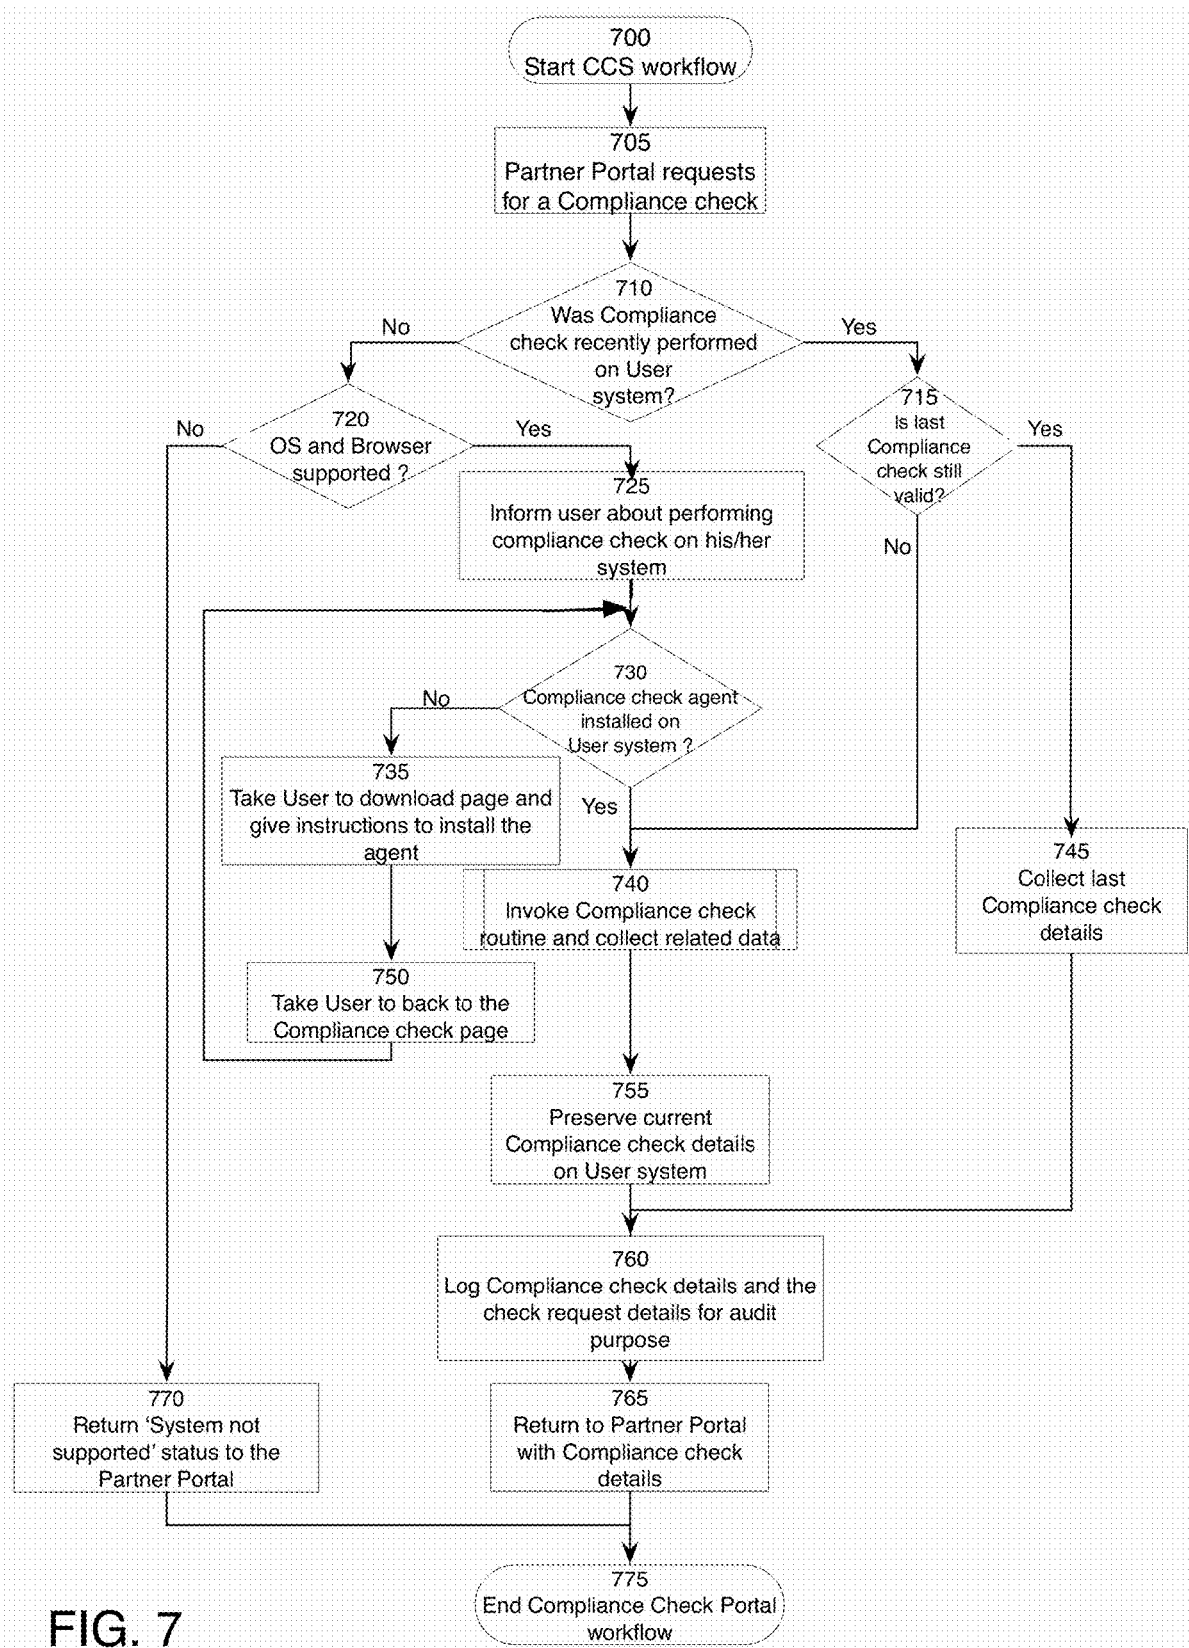 700
Start CCS workflow
705
Partner Portal requests
for a Compliance check
710
Was Compliance
check recently performed
on User
system?
No
Yes
715
Is last
Compliance
check still
valid?
720
OS and Browser
supported ?
No
Yes
Yes
No
725
Inform user about performing
compliance check on his/her
system
730
Compliance check agent
installed on
User system ?
No
Yes
735
Take User to download page and
give instructions to install the
agent
740
Invoke Compliance check
routine and collect related data
745
Collect last
Compliance check
details
750
Take User to back to the
Compliance check page
755
Preserve current
Compliance check details
on User system
760
Log Compliance check details and the
check request details for audit
purpose
770
Return ‘System not
supported’ status to the
Partner Portal
765
Return to Partner Portal
with Compliance check
details
775
End Compliance Check Portal
workflow
FIG. 7